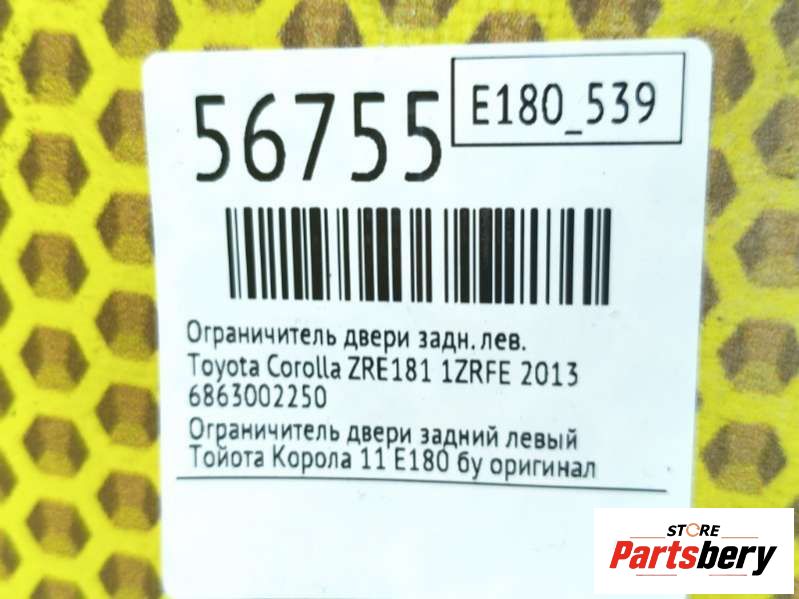 56755
E180_539
Ограничитель двери задн. лев.
Toyota Corolla ZRE181 1ZRFE 2013
6863002250
Ограничитель двери задний левый
Тойота Корола 11 E180 бу оригинал
STORE
Partsbery